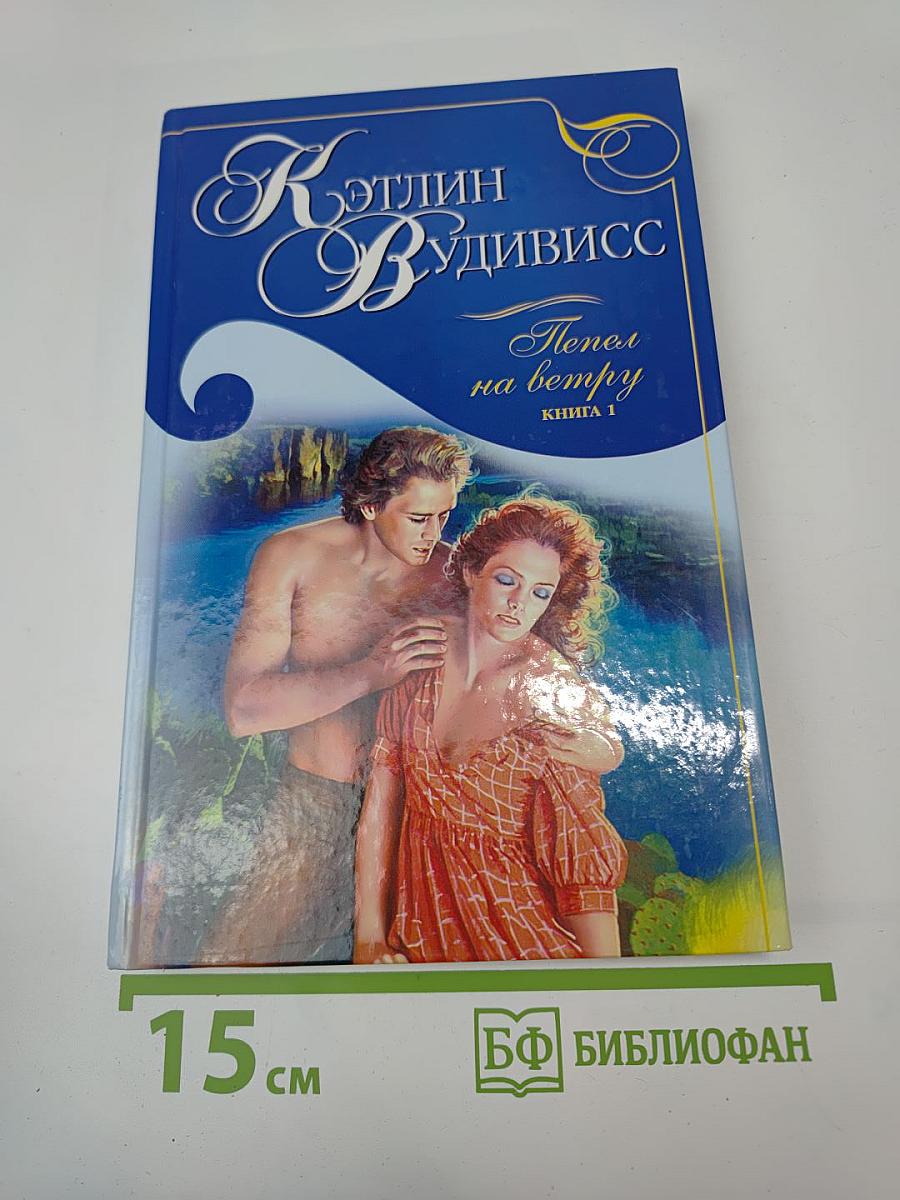 Кэтлин
Вудивисс
Пепел
на ветру
КНИГА 1
15 см
БФ БИБЛИОФАН